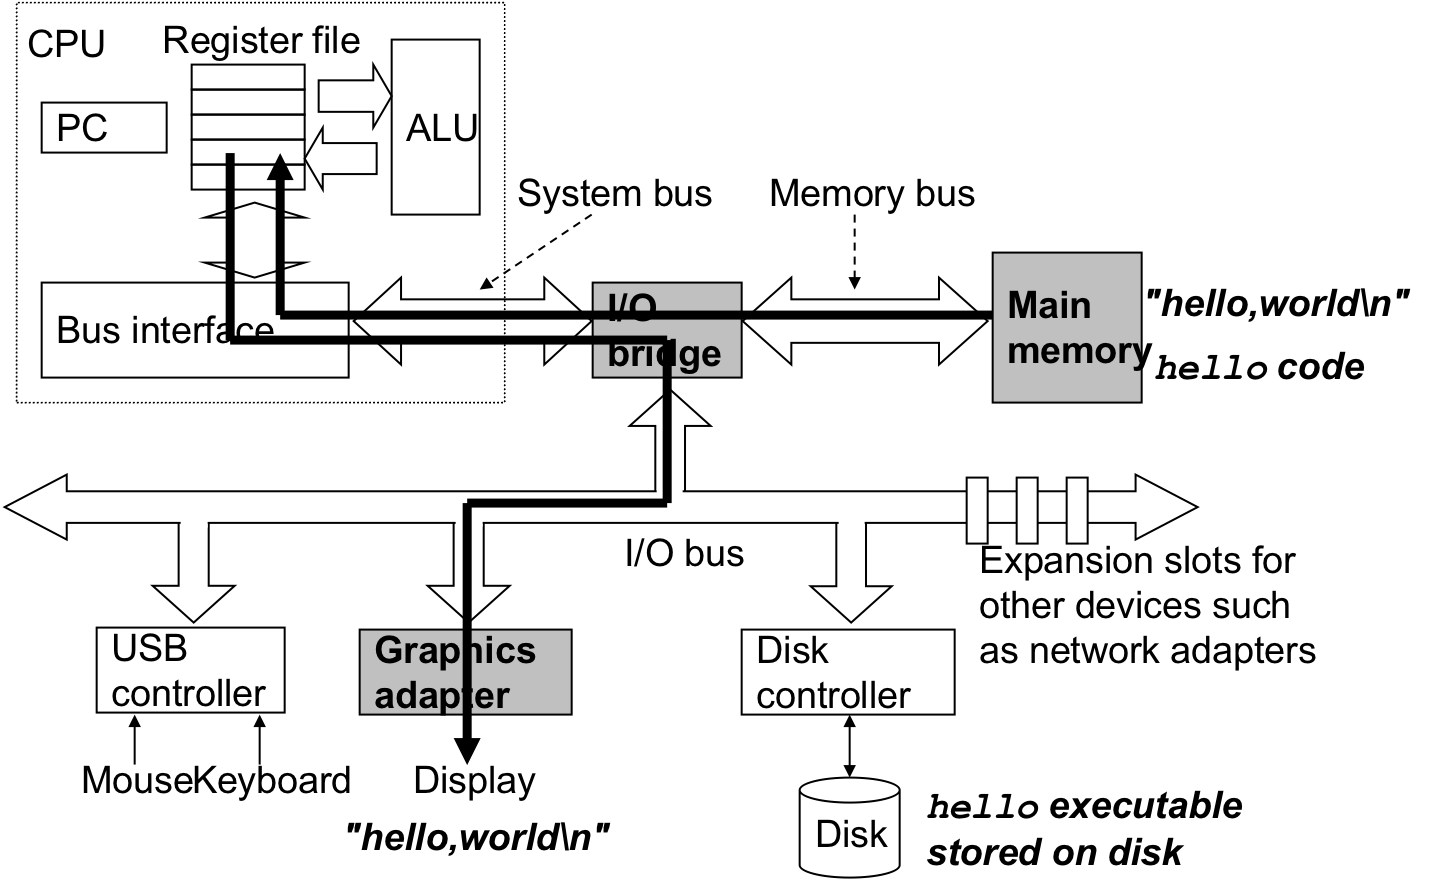 CPU
Register file
PC
ALU
System bus
Memory bus
Bus interface
I/O
bridge
Main
memory
"hello,world\n"
hello code
I/O bus
Expansion slots for
other devices such
as network adapters
USB
controller
Graphics
adapter
Disk
controller
Mouse
Keyboard
Display
"hello,world\n"
Disk
hello executable
stored on disk